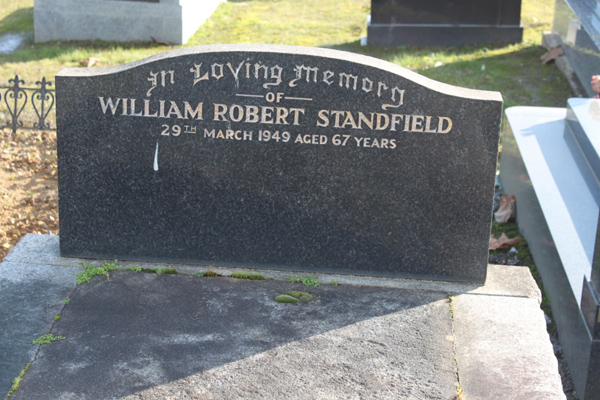 In Loving Memory
OF
WILLIAM ROBERT STANDFIELD
29TH MARCH 1949 AGED 67 YEARS